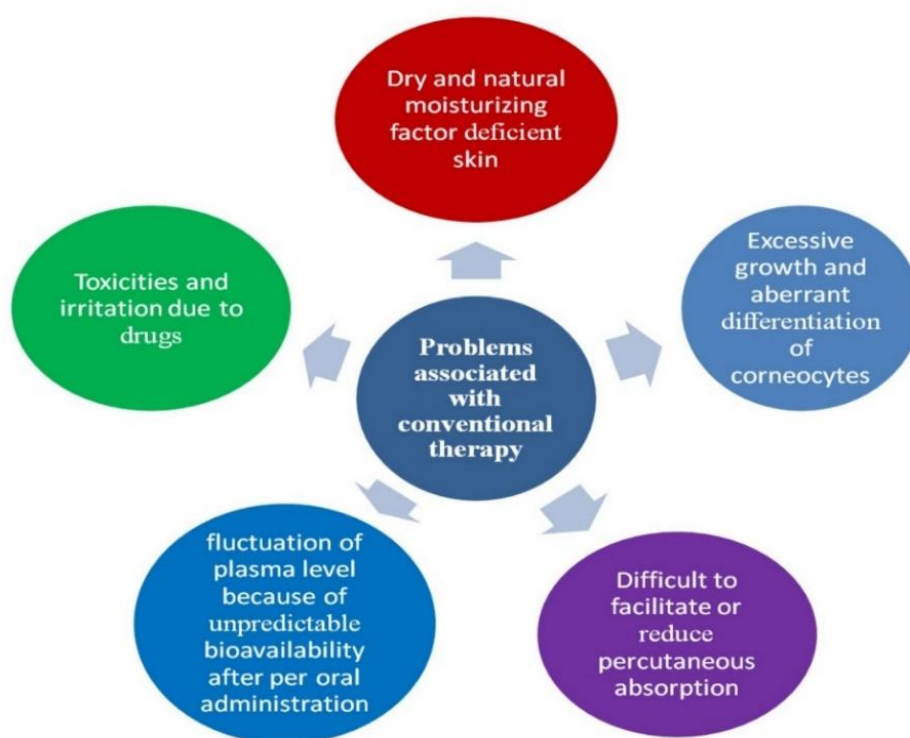 Dry and natural
moisturizing
factor deficient
skin
Toxicities and
irritation due to
drugs
Excessive
growth and
aberrant
differentiation
of
corneocytes
Problems
associated
with
conventional
therapy
fluctuation of
plasma level
because of
unpredictable
bioavailability
after per oral
administration
Difficult to
facilitate or
reduce
percutaneous
absorption